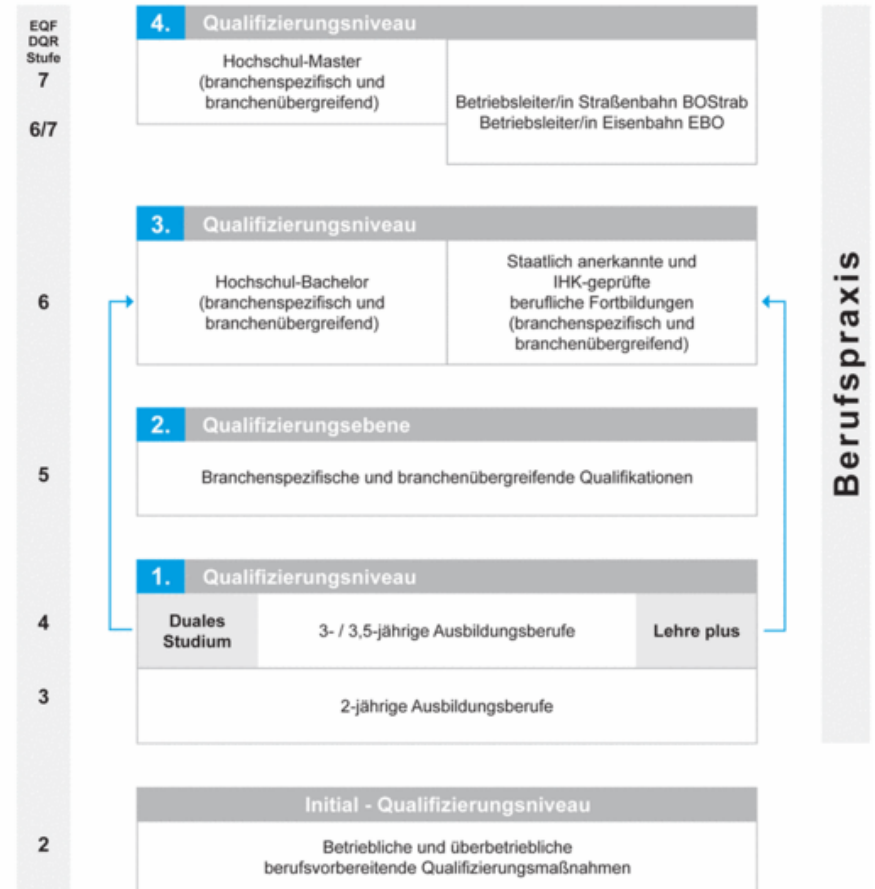 EQF
DQR
Stufe
7
6/7
4. Qualifizierungsniveau
Hochschul-Master
(branchenspezifisch und
branchenübergreifend)
Betriebsleiter/in Straßenbahn BOStrab
Betriebsleiter/in Eisenbahn EBO
3. Qualifizierungsniveau
6
Hochschul-Bachelor
(branchenspezifisch und
branchenübergreifend)
Staatlich anerkannte und
IHK-geprüfte
berufliche Fortbildungen
(branchenspezifisch und
branchenübergreifend)
2. Qualifizierungsebene
5
Branchenspezifische und branchenübergreifende Qualifikationen
1. Qualifizierungsniveau
4
Duales
Studium
3- / 3,5-jährige Ausbildungsberufe
Lehre plus
3
2-jährige Ausbildungsberufe
Initial - Qualifizierungsniveau
2
Betriebliche und überbetriebliche
berufsvorbereitende Qualifizierungsmaßnahmen
Berufspraxis